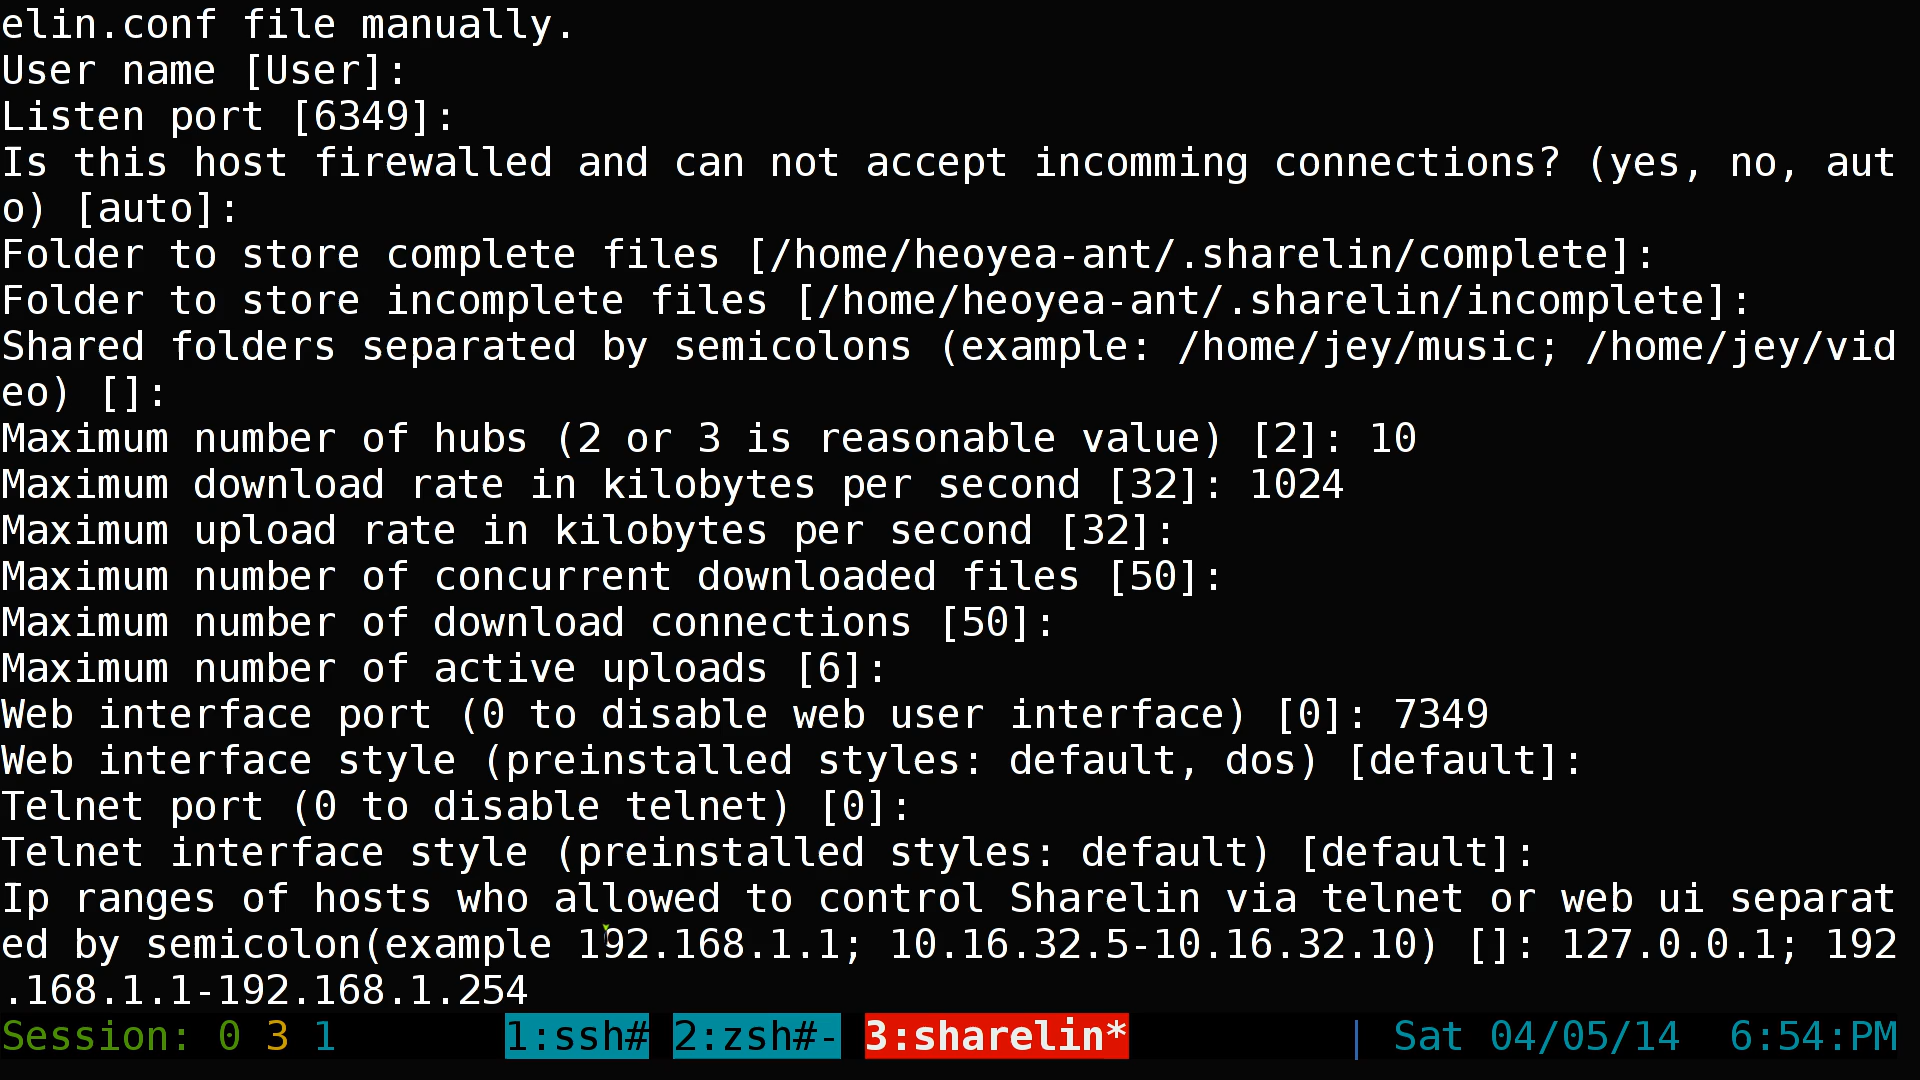 elin.conf file manually.
User name [User]:
Listen port [6349]:
Is this host firewalled and can not accept incomming connections? (yes, no, aut
o) [auto]:
Folder to store complete files [/home/heoyea-ant/.sharelin/complete]:
Folder to store incomplete files [/home/heoyea-ant/.sharelin/incomplete]:
Shared folders separated by semicolons (example: /home/jey/music; /home/jey/vid
eo) []:
Maximum number of hubs (2 or 3 is reasonable value) [2]: 10
Maximum download rate in kilobytes per second [32]: 1024
Maximum upload rate in kilobytes per second [32]:
Maximum number of concurrent downloaded files [50]:
Maximum number of download connections [50]:
Maximum number of active uploads [6]:
Web interface port (0 to disable web user interface) [0]: 7349
Web interface style (preinstalled styles: default, dos) [default]:
Telnet port (0 to disable telnet) [0]:
Telnet interface style (preinstalled styles: default) [default]:
Ip ranges of hosts who allowed to control Sharelin via telnet or web ui separat
ed by semicolon(example 192.168.1.1; 10.16.32.5-10.16.32.10) []: 127.0.0.1; 192
.168.1.1-192.168.1.254
Session: 0 3 1 1:ssh# 2:zsh#- 3:sharelin* | Sat 04/05/14 6:54:PM